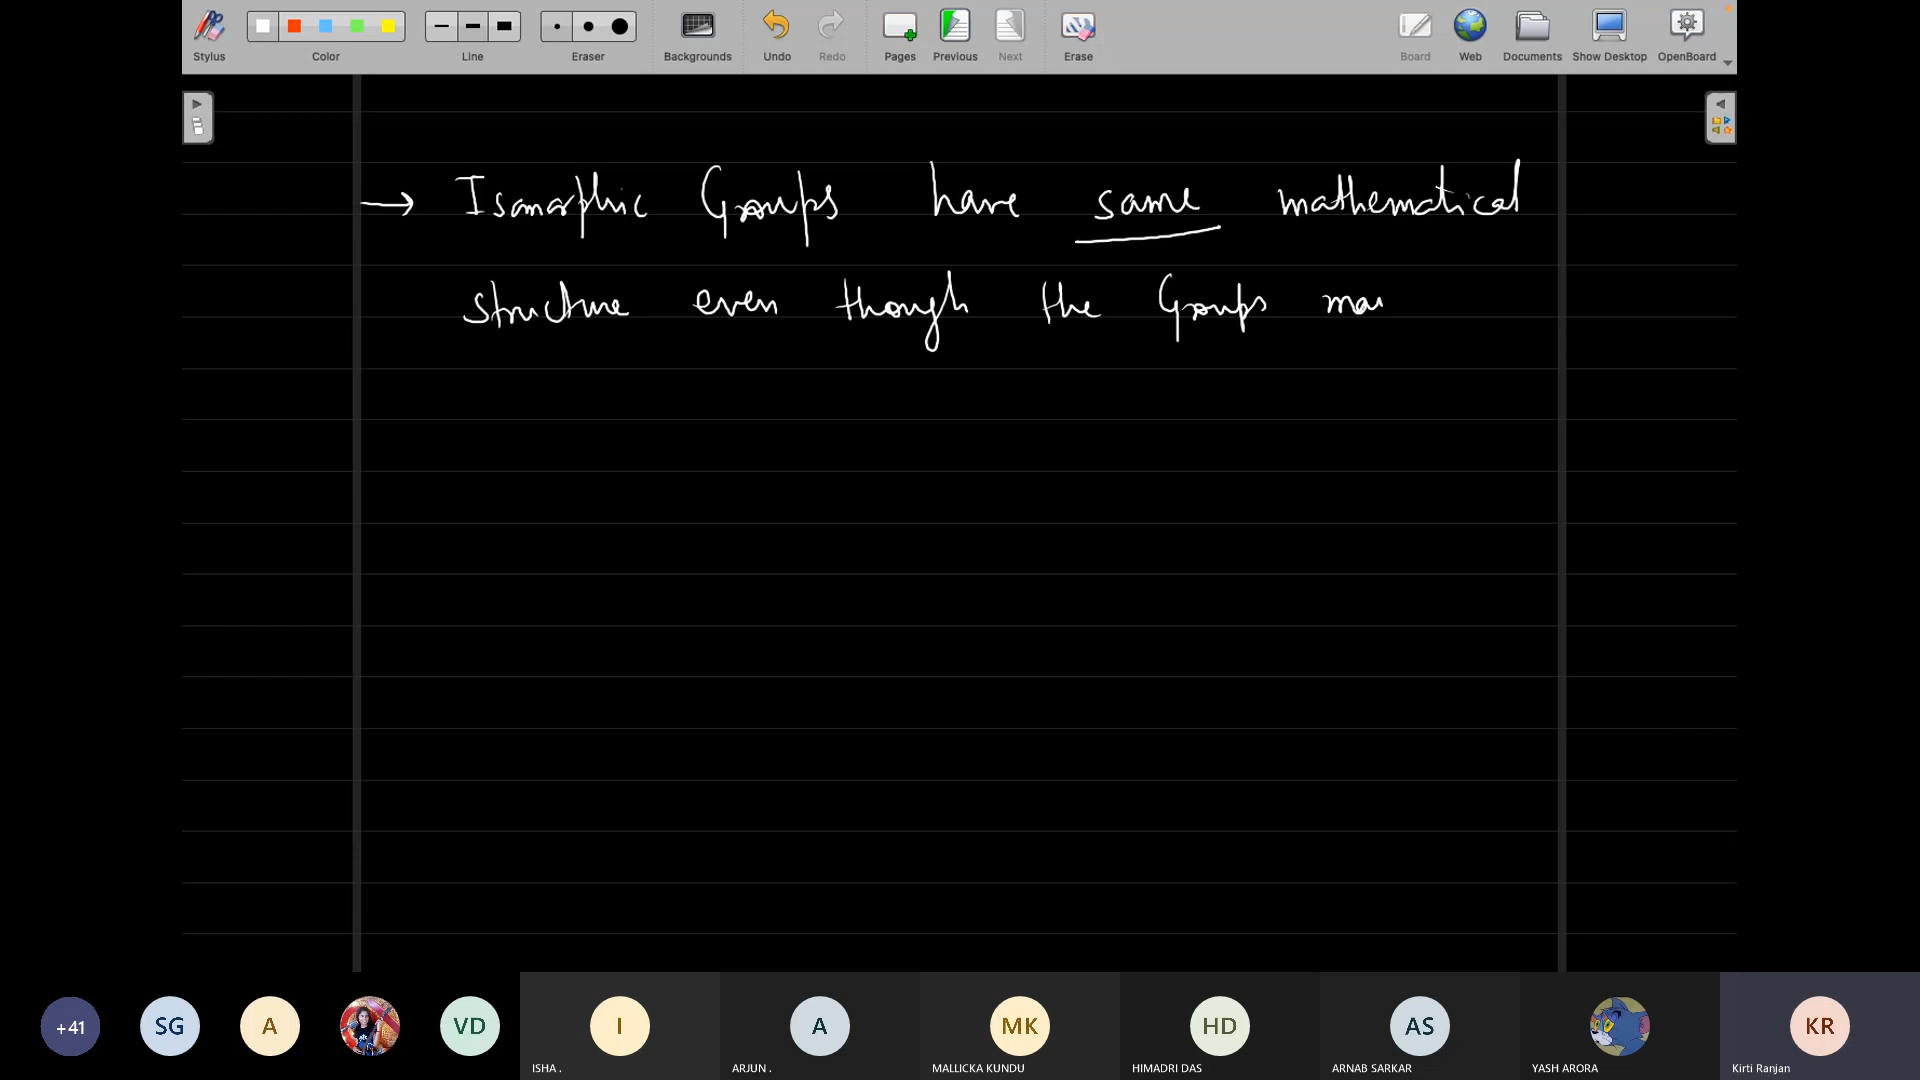 Stylus Color Line Eraser Backgrounds Undo Redo Pages Previous Next Erase Board Web Documents Show Desktop OpenBoard
→ Isomorphic Groups have same mathematical
structure even though the Groups ma
+41 SG A VD I A MK HD AS KR
ISHA . ARJUN . MALLICKA KUNDU HIMADRI DAS ARNAB SARKAR YASH ARORA Kirti Ranjan